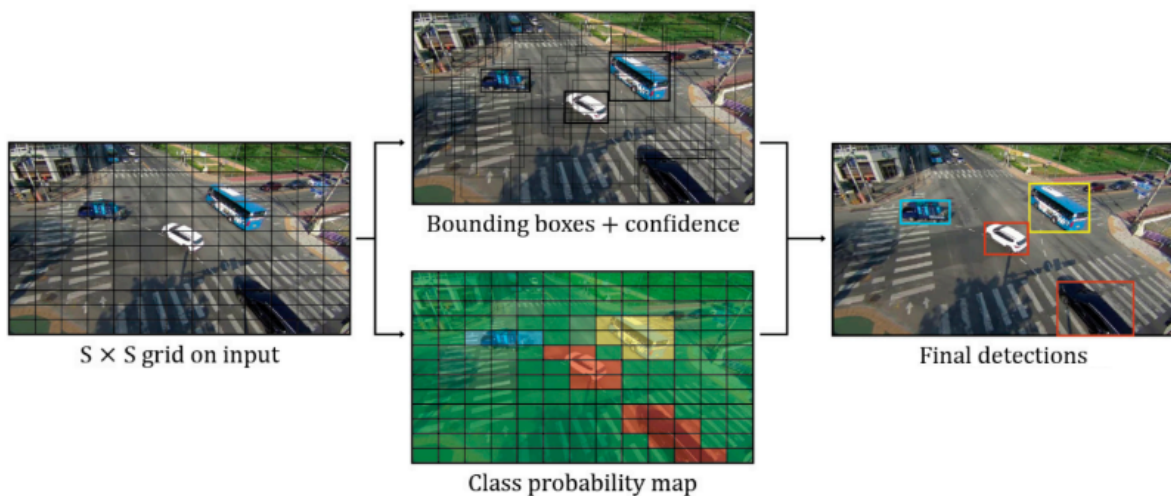 Bounding boxes + confidence
S × S grid on input
Final detections
Class probability map